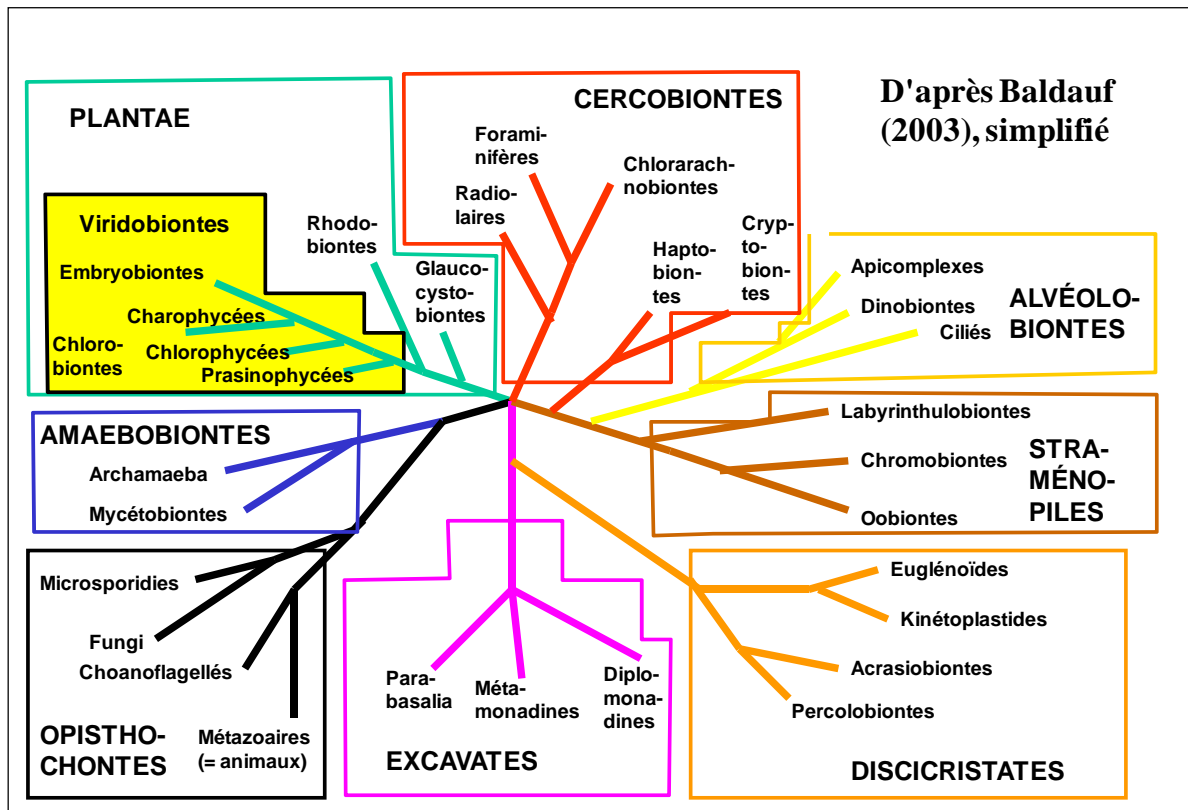 D'après Baldauf
(2003), simplifié
PLANTAE
Viridobiontes
Embryobiontes
Charophycées
Chloro-
biontes
Chlorophycées
Prasinophycées
Rhodo-
biontes
Glauco-
cysto-
biontes
CERCOBIONTES
Forami-
nifères
Radio-
laires
Chlorarach-
nobiontes
Hapto-
bion-
tes
Cryp-
to-
bion-
tes
Apicomplexes
Dinobiontes
Ciliés
ALVÉOLO-
BIONTES
AMAEBOBIONTES
Archamaeba
Mycétobiontes
Labyrinthulobiontes
Chromobiontes
Oobiontes
STRA-
MÉNO-
PILES
Microsporidies
Fungi
Choanoflagellés
Métazoaires
(= animaux)
OPISTHO-
CHONTES
Para-
basalia
Méta-
monadines
Diplo-
mona-
dines
EXCAVATES
Euglénoïdes
Kinétoplastides
Acrasiobiontes
Percolobiontes
DISCICRISTATES